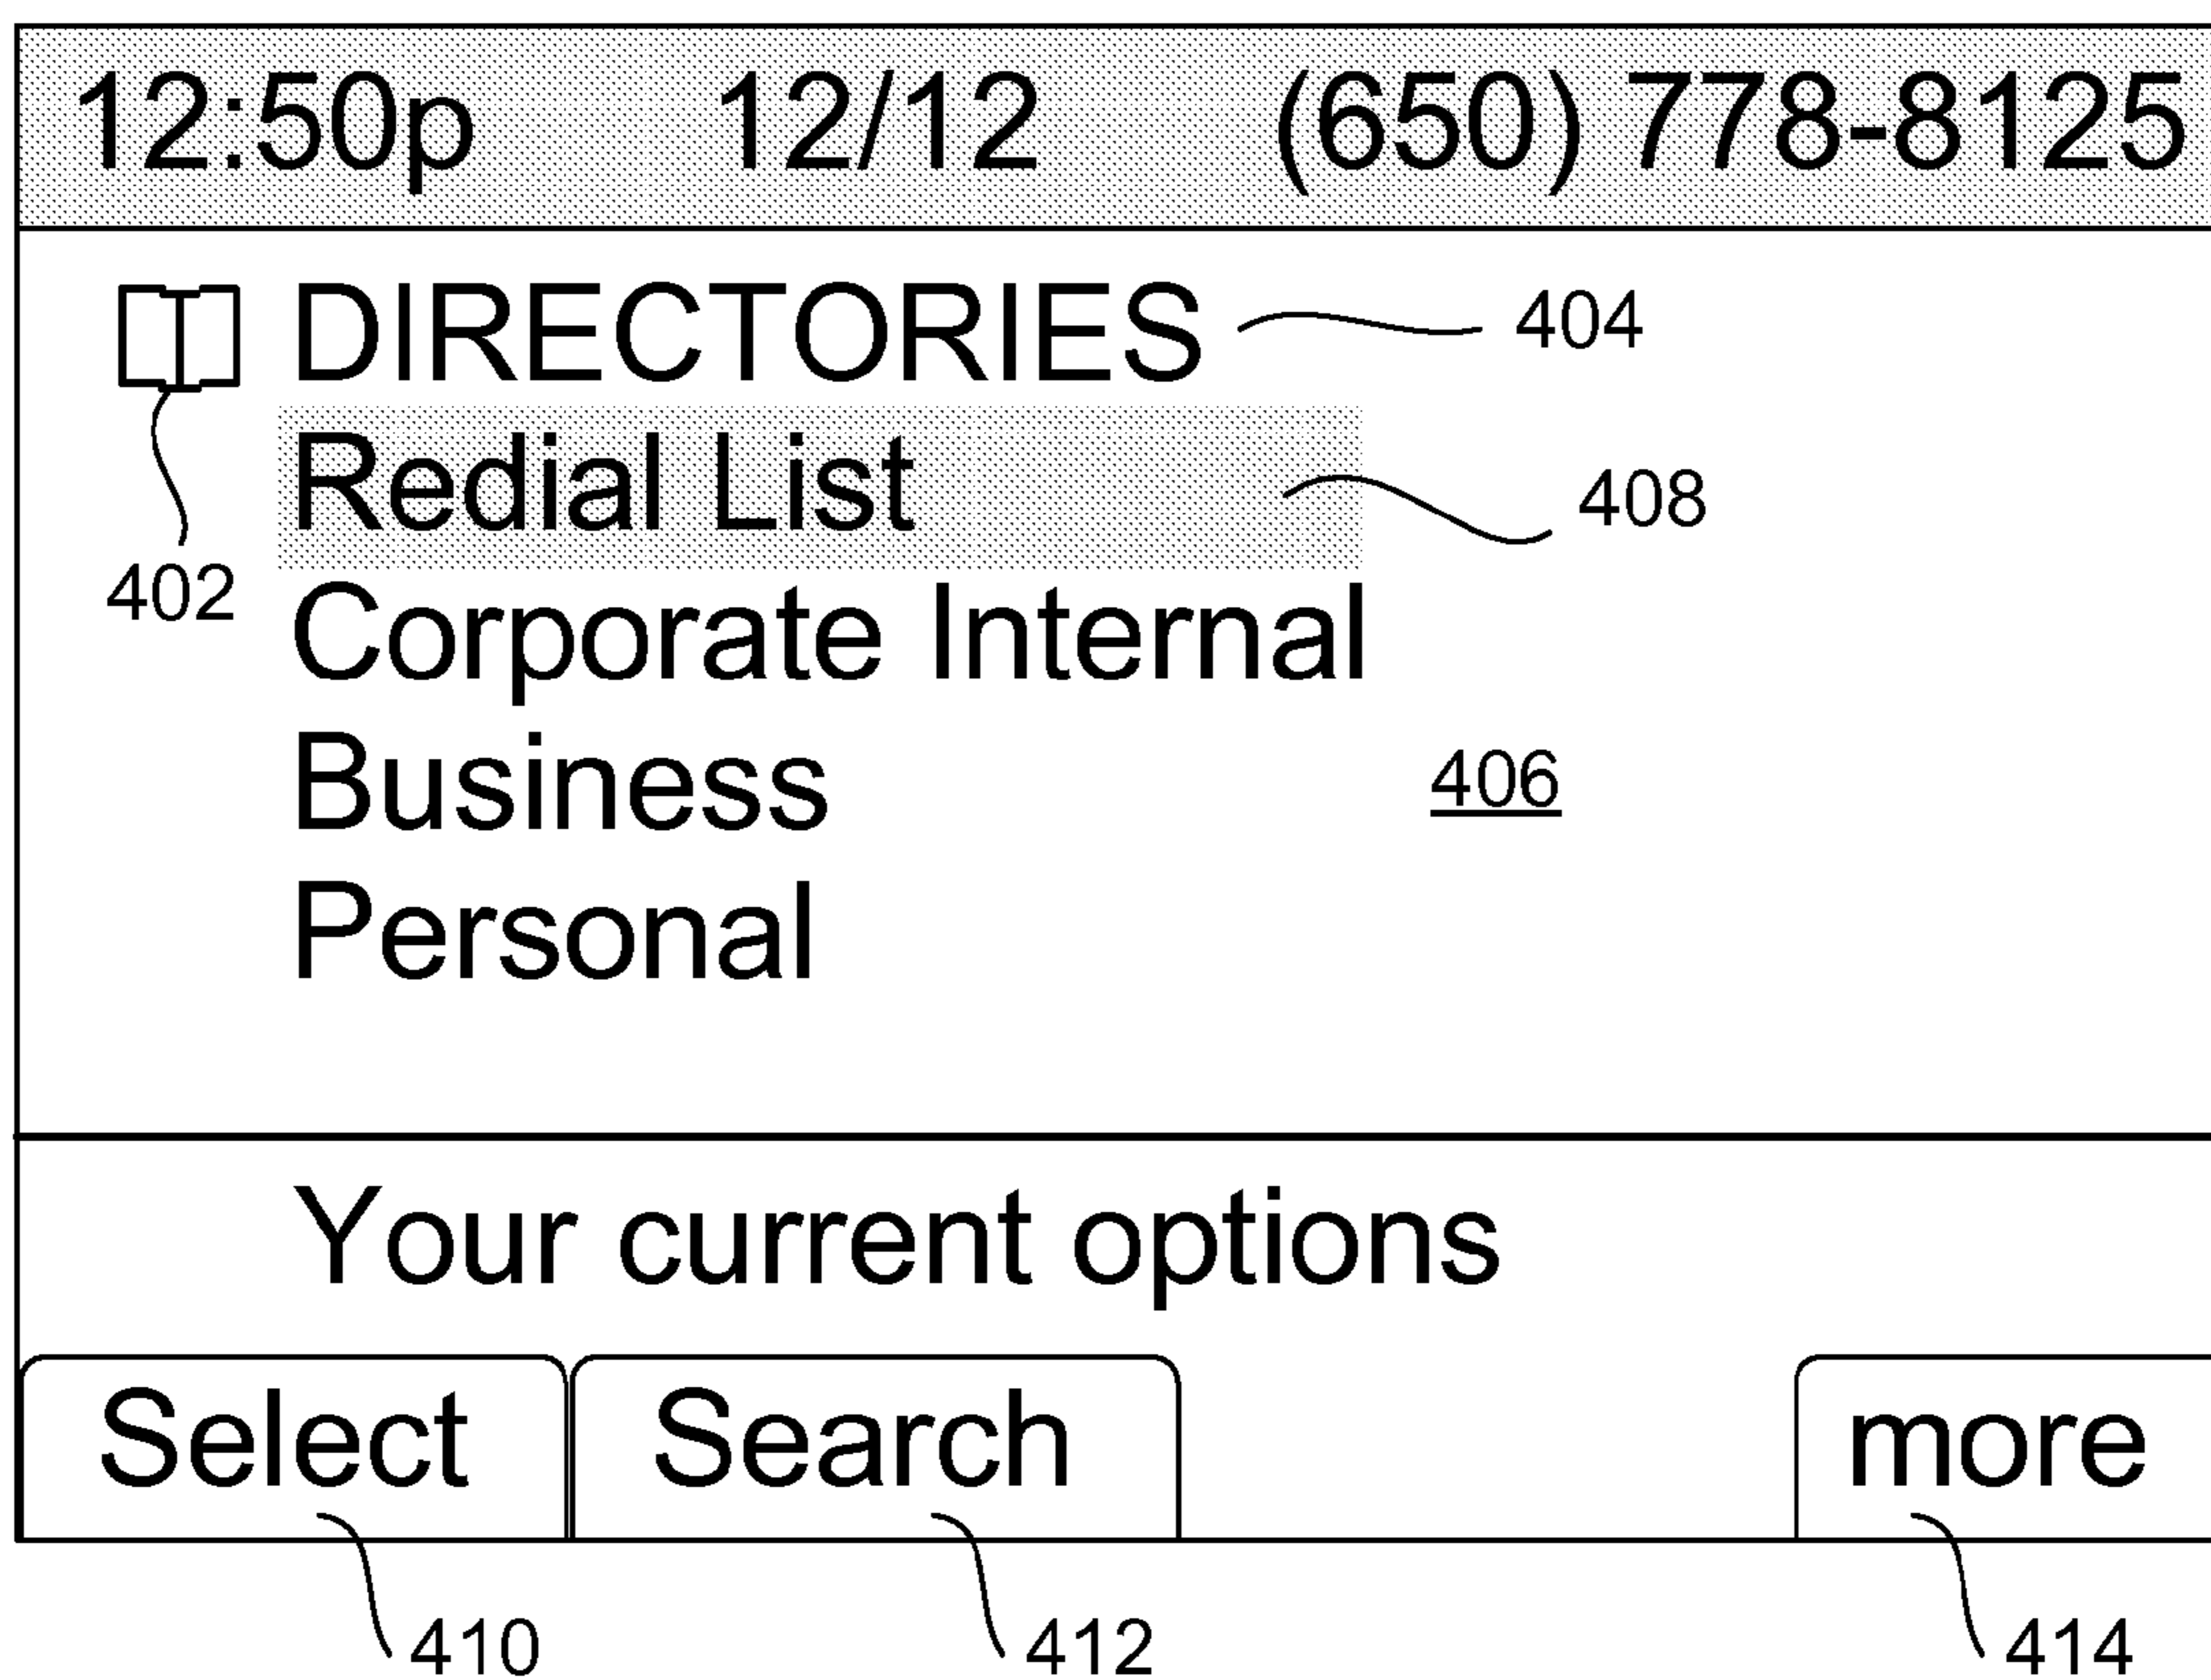 12:50p 12/12 (650) 778-8125
DIRECTORIES 404
Redial List 408
402 Corporate Internal
Business 406
Personal
Your current options
Select Search more
410 412 414